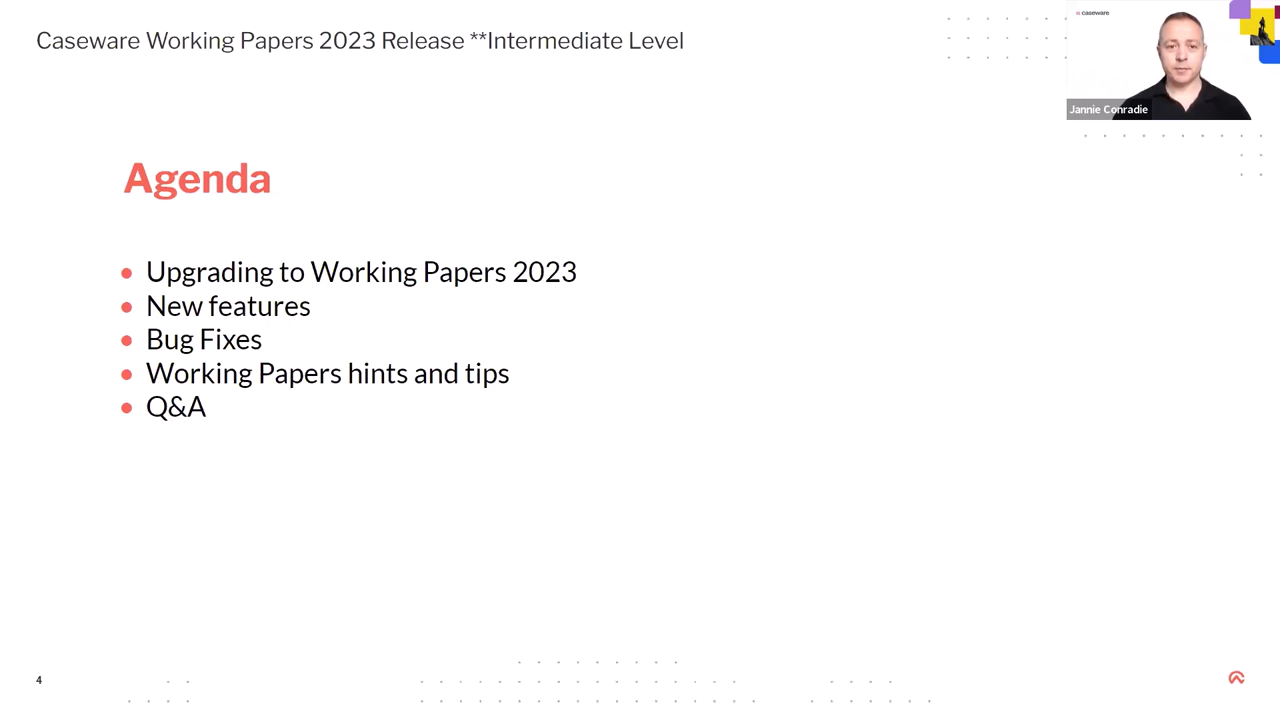 Caseware Working Papers 2023 Release **Intermediate Level
caseware
Jannie Conradie
Agenda
Upgrading to Working Papers 2023
New features
Bug Fixes
Working Papers hints and tips
Q&A
4